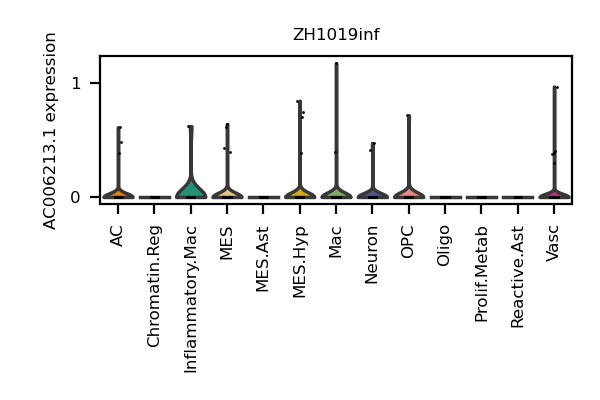 ZH1019inf
AC006213.1 expression
1
0
AC
Chromatin.Reg
Inflammatory.Mac
MES
MES.Ast
MES.Hyp
Mac
Neuron
OPC
Oligo
Prolif.Metab
Reactive.Ast
Vasc